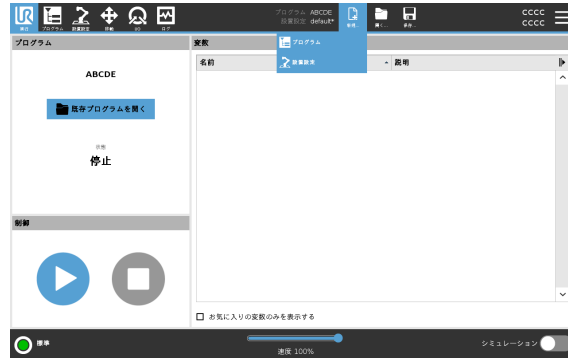 UR
実行
プログラム
設置設定
移動
I/O
ログ
プログラム ABCDE
設置設定 default*
新規...
開く...
保存...
CCCC
CCCC
プログラム
設置設定
プログラム
変数
名前
説明
ABCDE
既存プログラムを開く
状態
停止
制御
お気に入りの変数のみを表示する
標準
速度 100%
シミュレーション